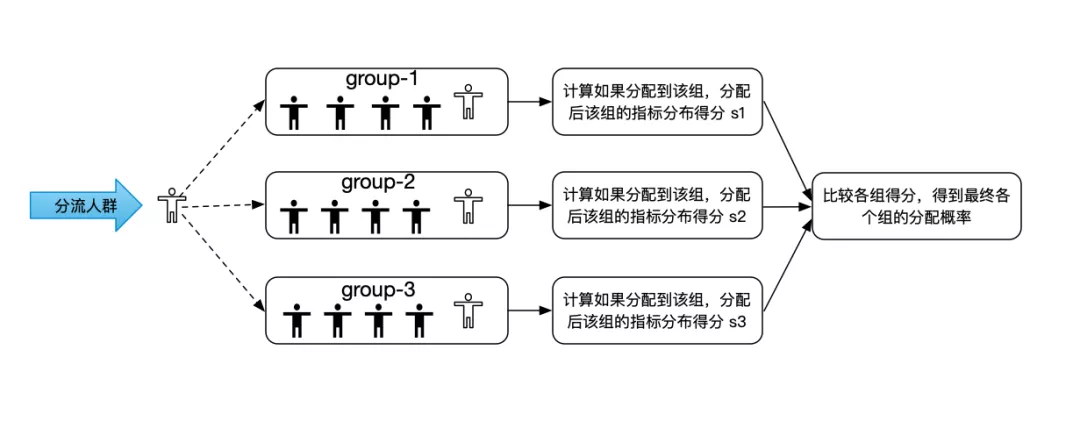 分流人群
group-1
计算如果分配到该组，分配
后该组的指标分布得分 s1
group-2
计算如果分配到该组，分配
后该组的指标分布得分 s2
group-3
计算如果分配到该组，分配
后该组的指标分布得分 s3
比较各组得分，得到最终各
个组的分配概率